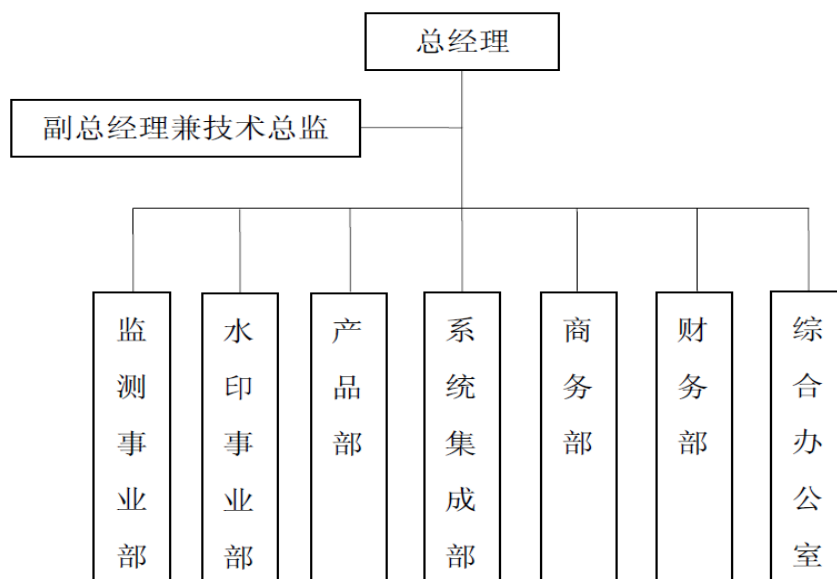 总经理
副总经理兼技术总监
监测事业部
水印事业部
产品部
系统集成部
商务部
财务部
综合办公室